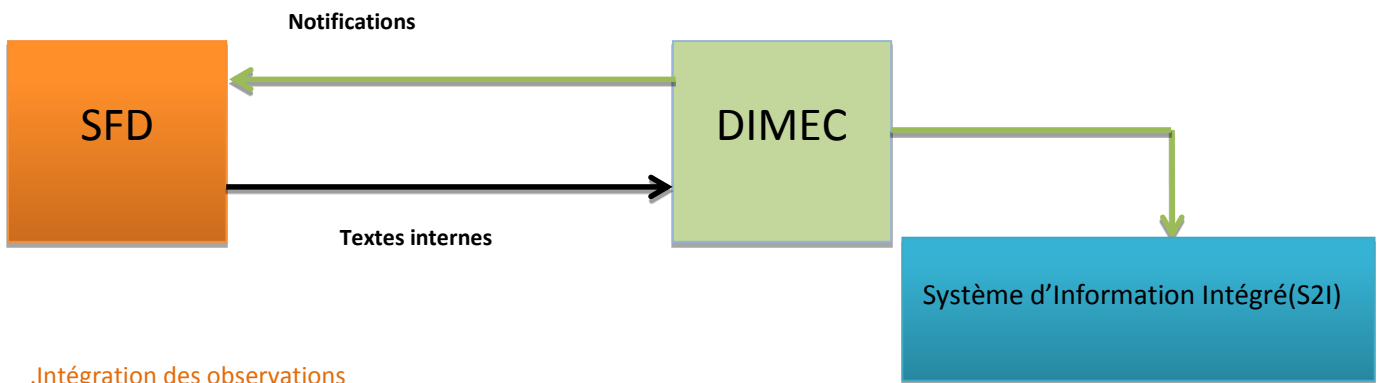 Notifications
SFD
DIMEC
Textes internes
Système d’Information Intégré(S2I)
.Intégration des observations